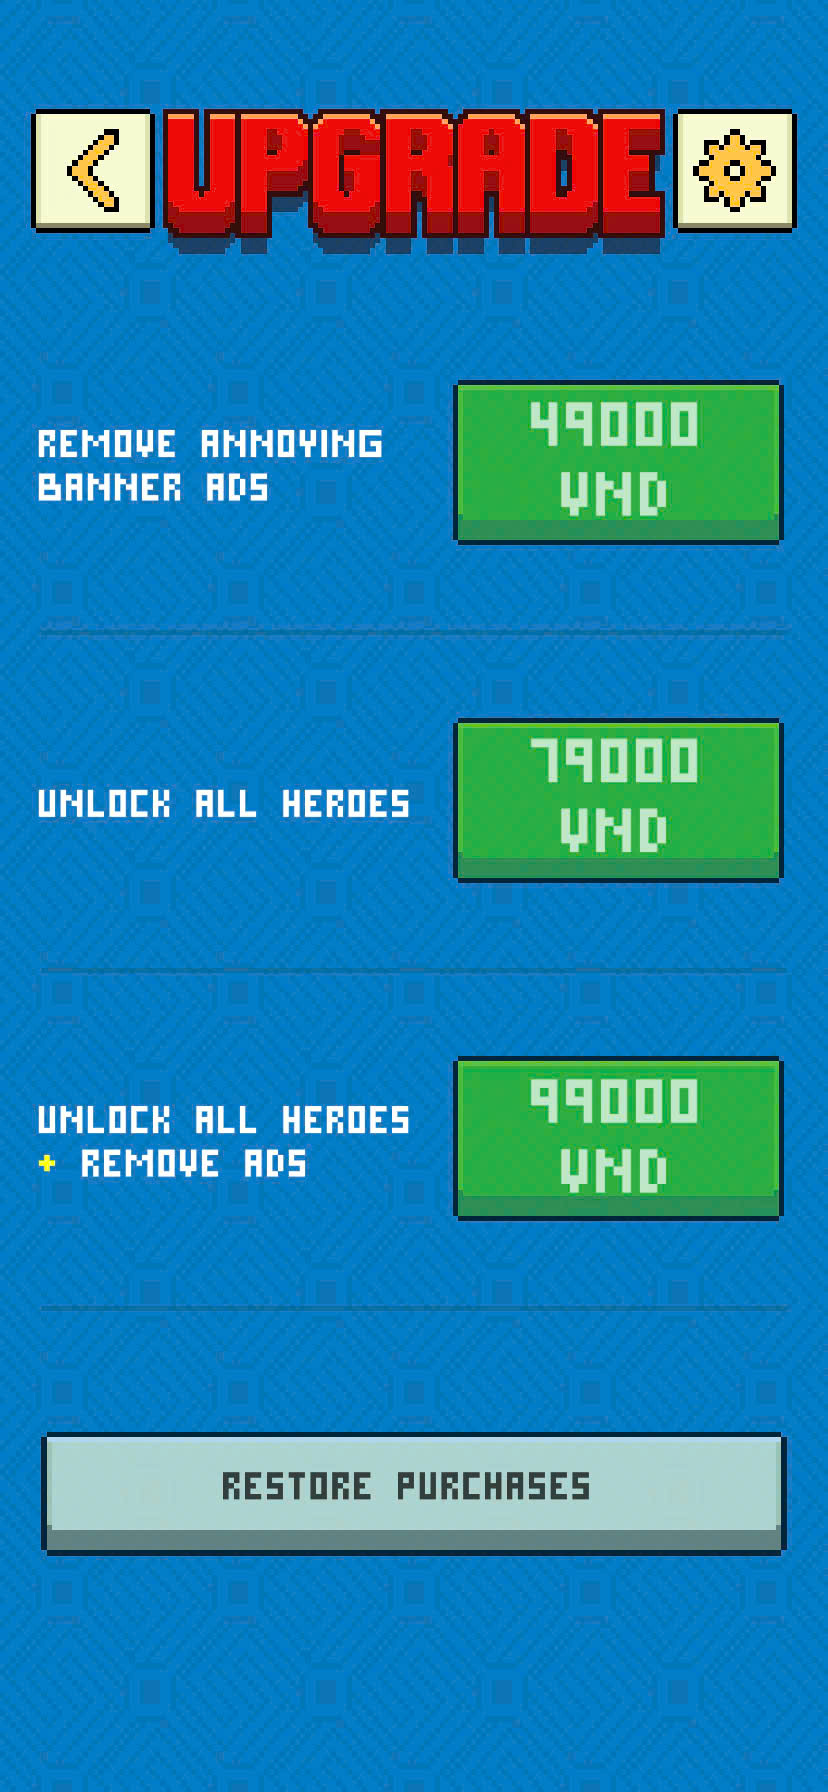 UPGRADE
REMOVE ANNOYING
BANNER ADS
49000
VND
UNLOCK ALL HEROES
79000
VND
UNLOCK ALL HEROES
+ REMOVE ADS
99000
VND
RESTORE PURCHASES